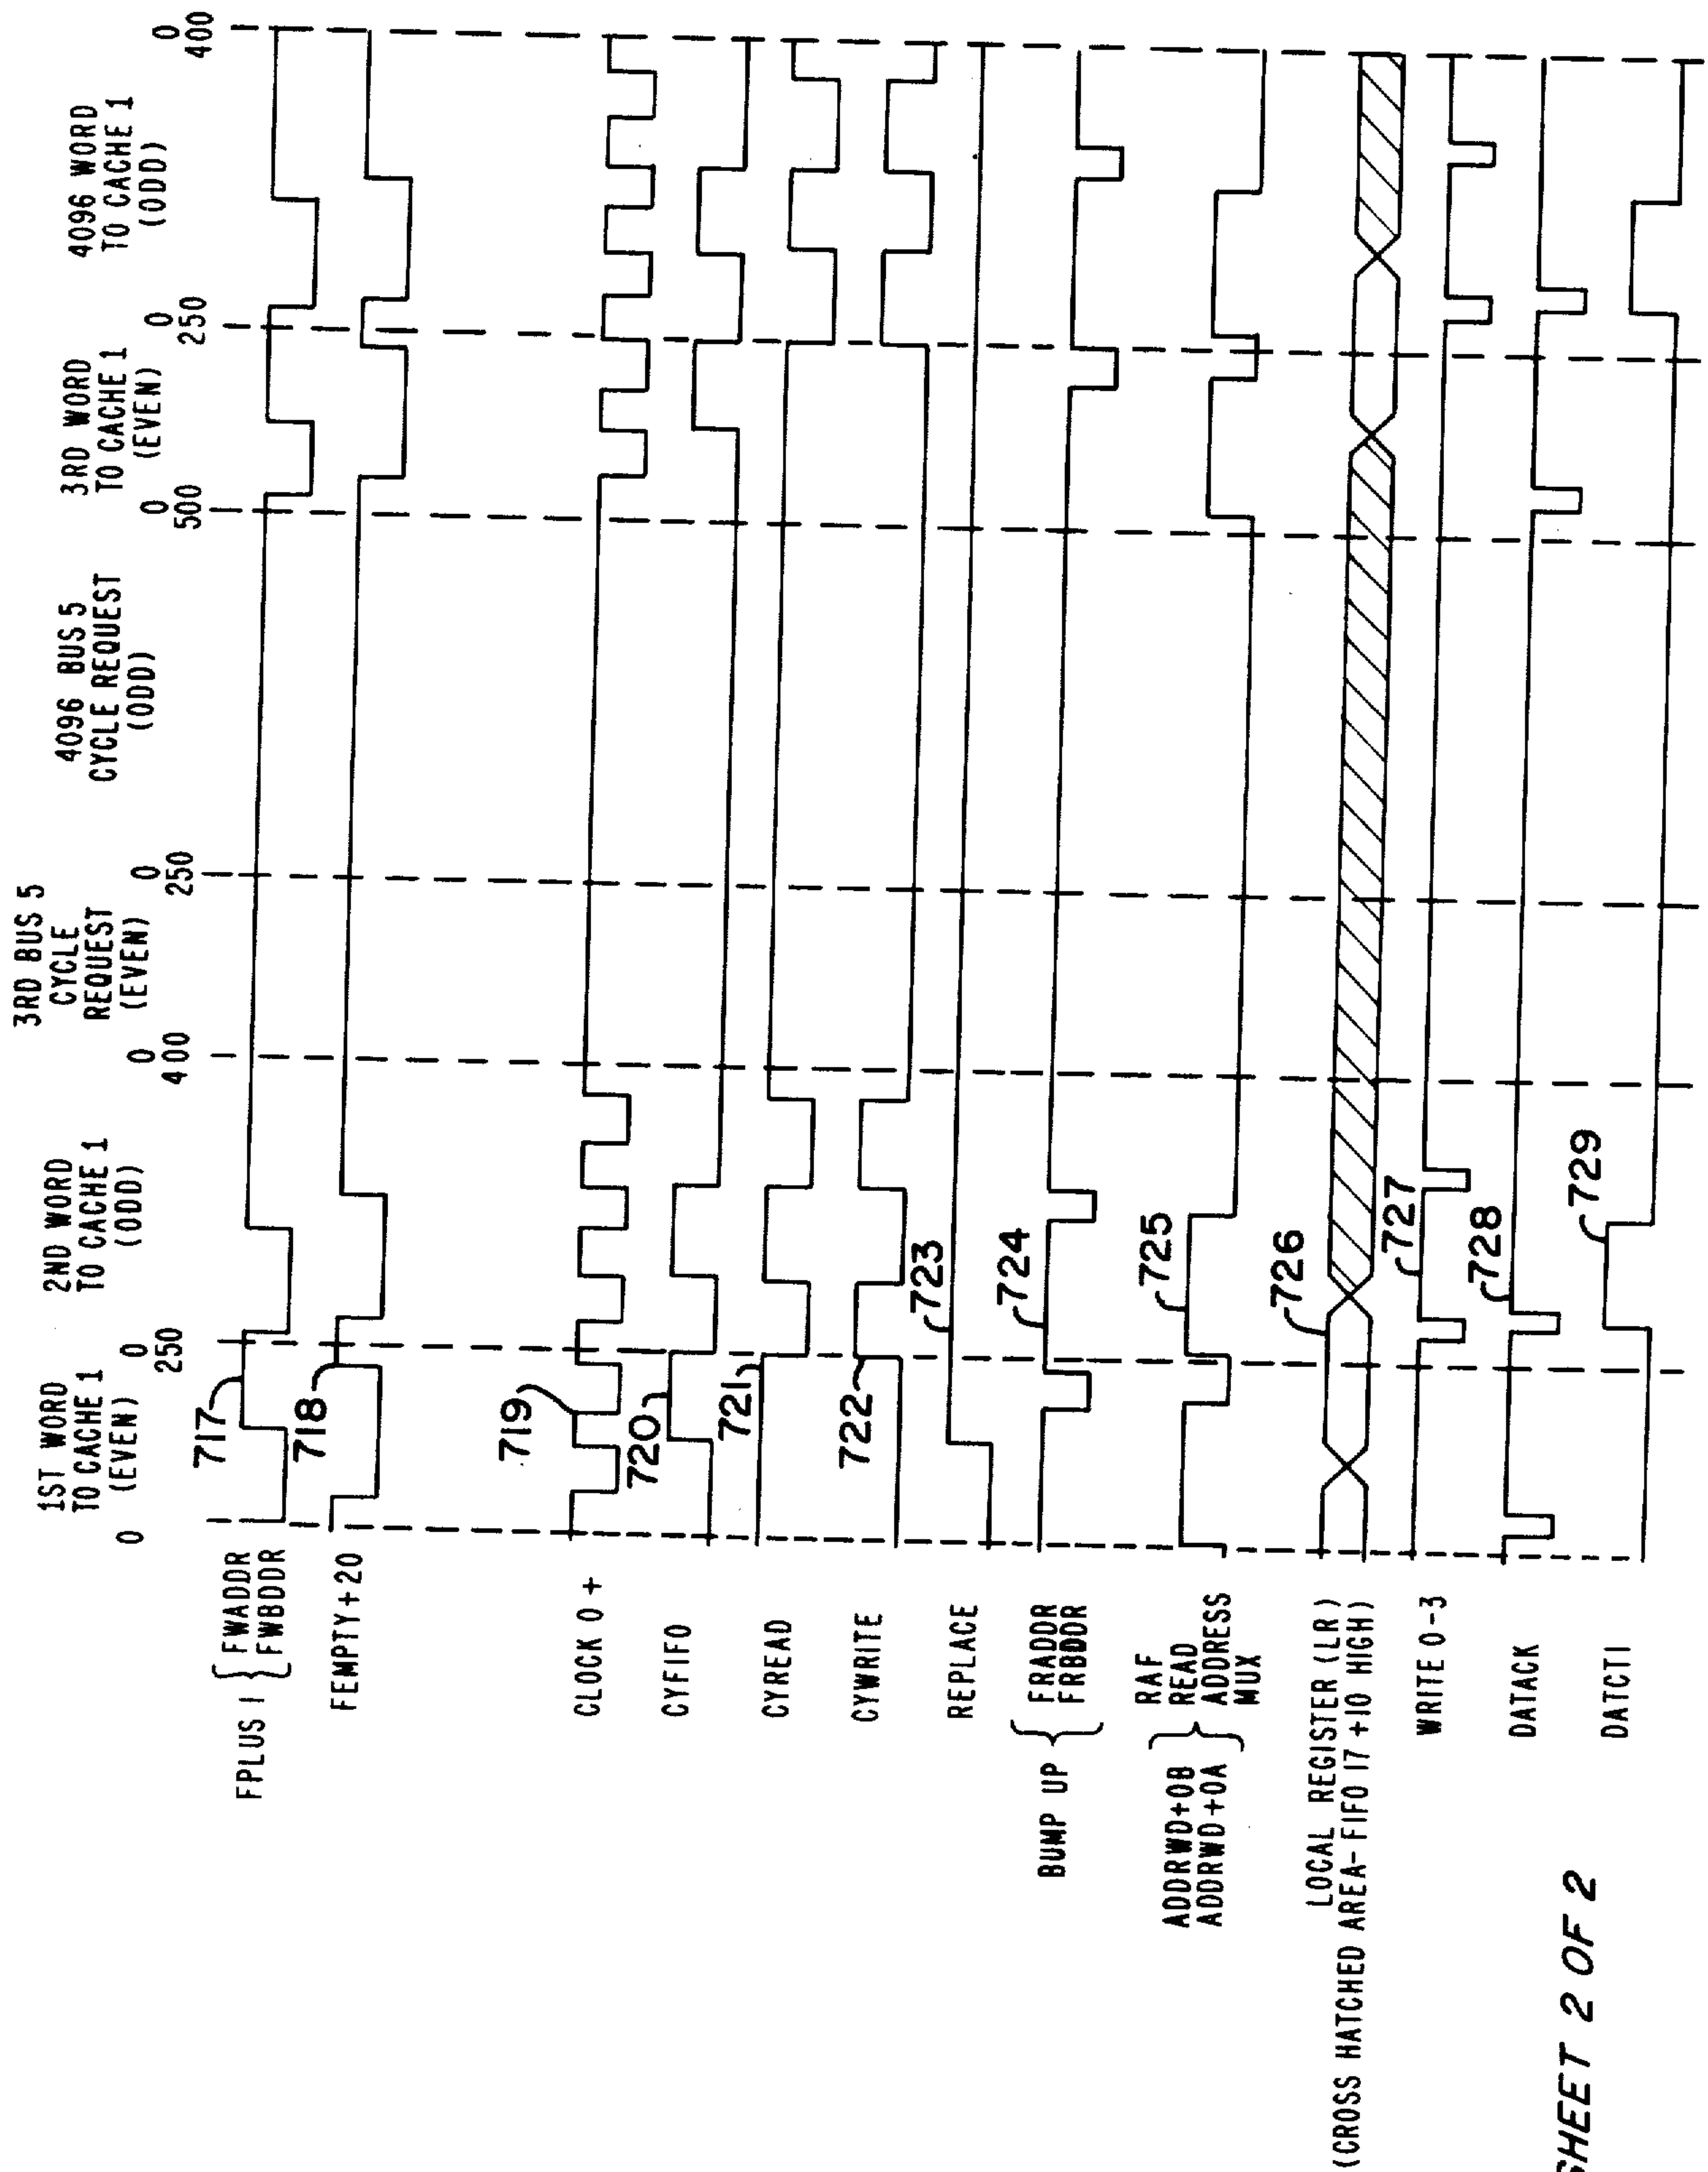 1ST WORD
TO CACHE 1
(EVEN)
2ND WORD
TO CACHE 1
(ODD)
3RD BUS 5
CYCLE
REQUEST
(EVEN)
4096 BUS 5
CYCLE REQUEST
(ODD)
3RD WORD
TO CACHE 1
(EVEN)
4096 WORD
TO CACHE 1
(ODD)
0
0
250
0
400
0
250
0
500
0
250
0
400
FPLUS 1 { FWADDR
FWBDDR
717
FEMPTY+20
718
CLOCK 0 +
719
CYFIFO
720
CYREAD
721
CYWRITE
722
REPLACE
723
BUMP UP { FRADDR
FRBDDR
724
ADDRWD+0B
ADDRWD+0A
RAF
READ
ADDRESS
MUX
725
LOCAL REGISTER (LR)
(CROSS HATCHED AREA-FIFO 17 +10 HIGH)
726
WRITE 0-3
727
DATACK
728
DATCTI
729
SHEET 2 OF 2